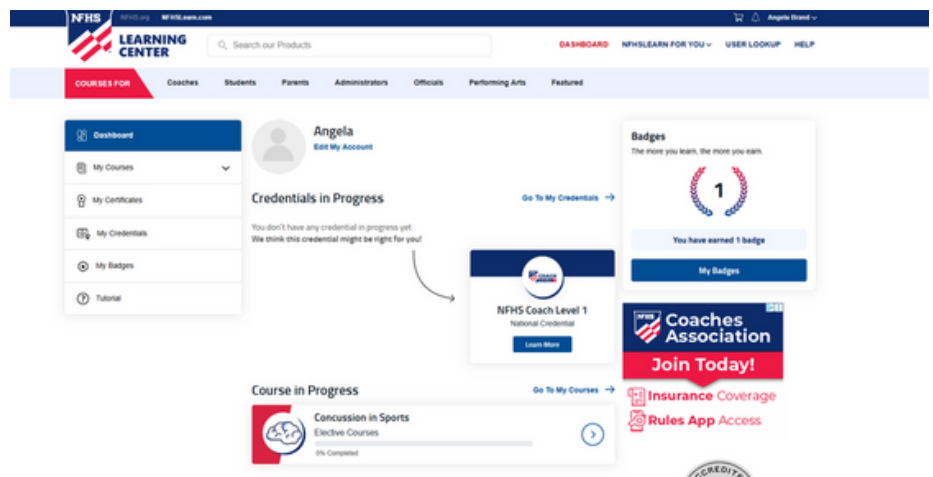 NFHS NFHS.org NFHSLearn.com Angela Brand
LEARNING
CENTER
Search our Products
DASHBOARD NFHSLEARN FOR YOU USER LOOKUP HELP
COURSES FOR Coaches Students Parents Administrators Officials Performing Arts Featured
Dashboard
My Courses
My Certificates
My Credentials
My Badges
Tutorial
Angela
Edit My Account
Credentials in Progress Go To My Credentials
You don't have any credential in progress yet
We think this credential might be right for you!
COACH
NFHS Coach Level 1
National Credential
Learn More
Course in Progress Go To My Courses
Concussion in Sports
Elective Courses
0% Completed
Badges
The more you learn, the more you earn.
1
You have earned 1 badge
My Badges
NFHS
Coaches
Association
Join Today!
Insurance Coverage
Rules App Access